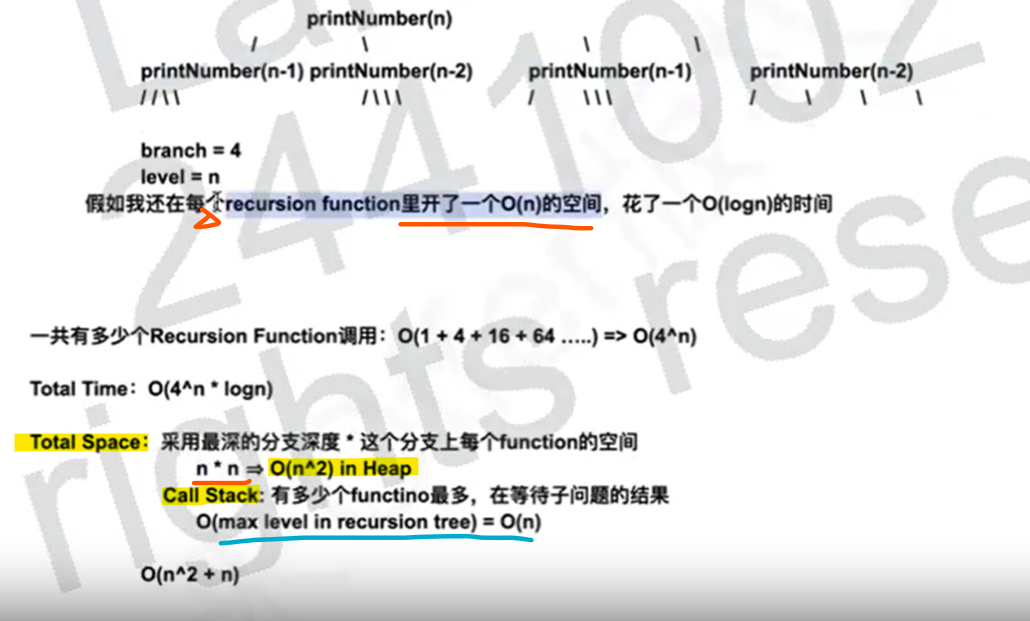 printNumber(n)
/ \ \ \
printNumber(n-1) printNumber(n-2) printNumber(n-1) printNumber(n-2)
//\\ /\\\ / \\\ / \ \ \
branch = 4
level = n
假如我还在每个recursion function里开了一个O(n)的空间，花了一个O(logn)的时间
一共有多少个Recursion Function调用：O(1 + 4 + 16 + 64 .....) => O(4^n)
Total Time：O(4^n * logn)
Total Space：采用最深的分支深度 * 这个分支上每个function的空间
n * n ⇒ O(n^2) in Heap
Call Stack: 有多少个functino最多，在等待子问题的结果
O(max level in recursion tree) = O(n)
O(n^2 + n)
2441002
rights rese